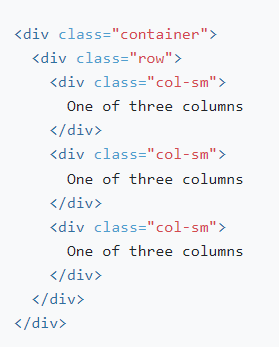 <div class="container">
  <div class="row">
    <div class="col-sm">
      One of three columns
    </div>
    <div class="col-sm">
      One of three columns
    </div>
    <div class="col-sm">
      One of three columns
    </div>
  </div>
</div>